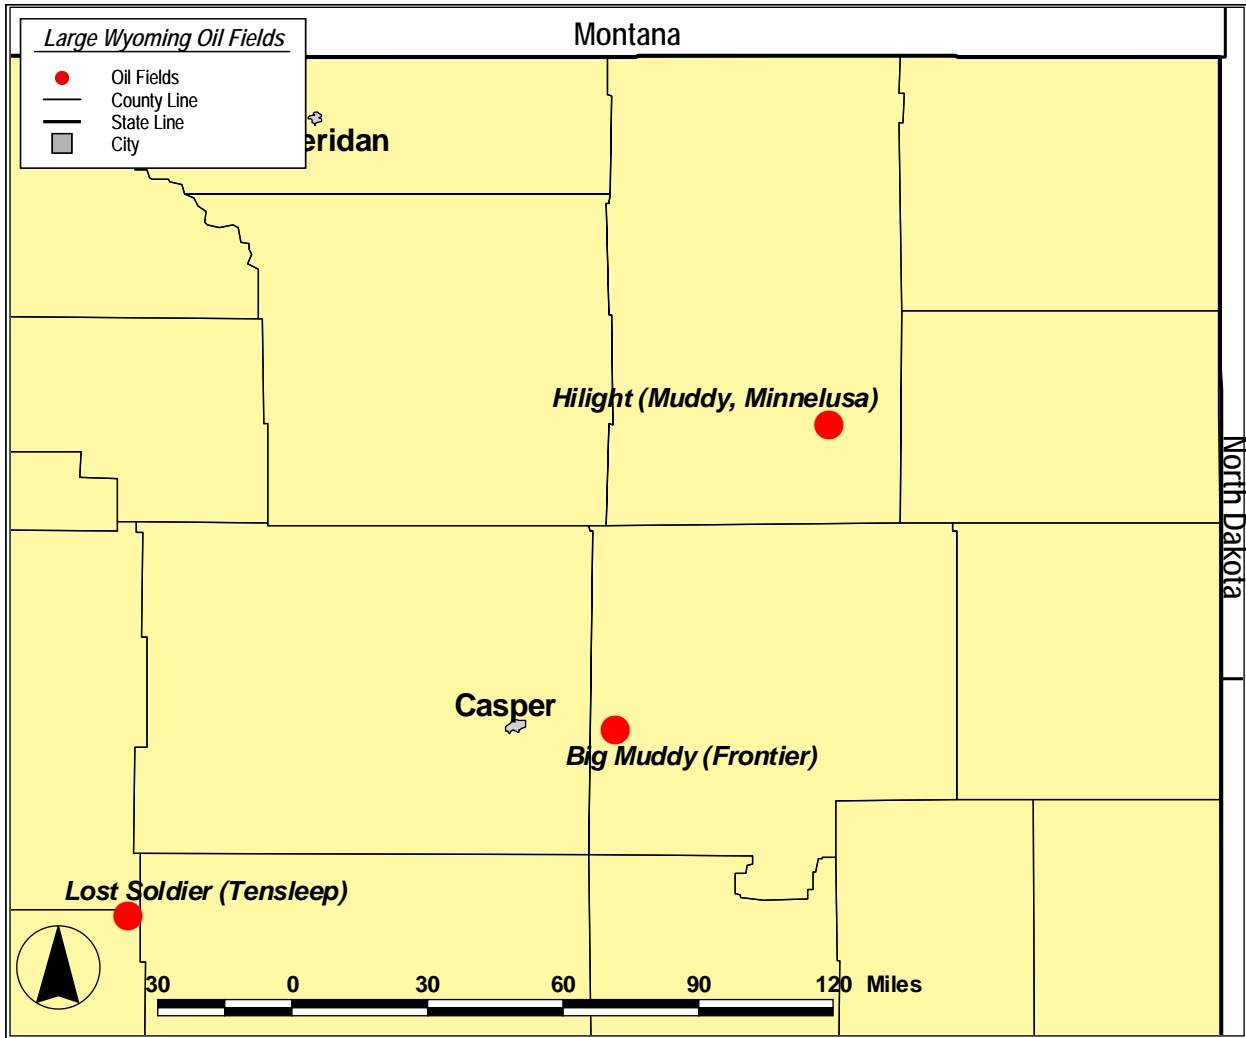 Large Wyoming Oil Fields
Oil Fields
County Line
State Line
City
Montana
eridan
Hilight (Muddy, Minnelusa)
North Dakota
Casper
Big Muddy (Frontier)
Lost Soldier (Tensleep)
30 0 30 60 90 120 Miles